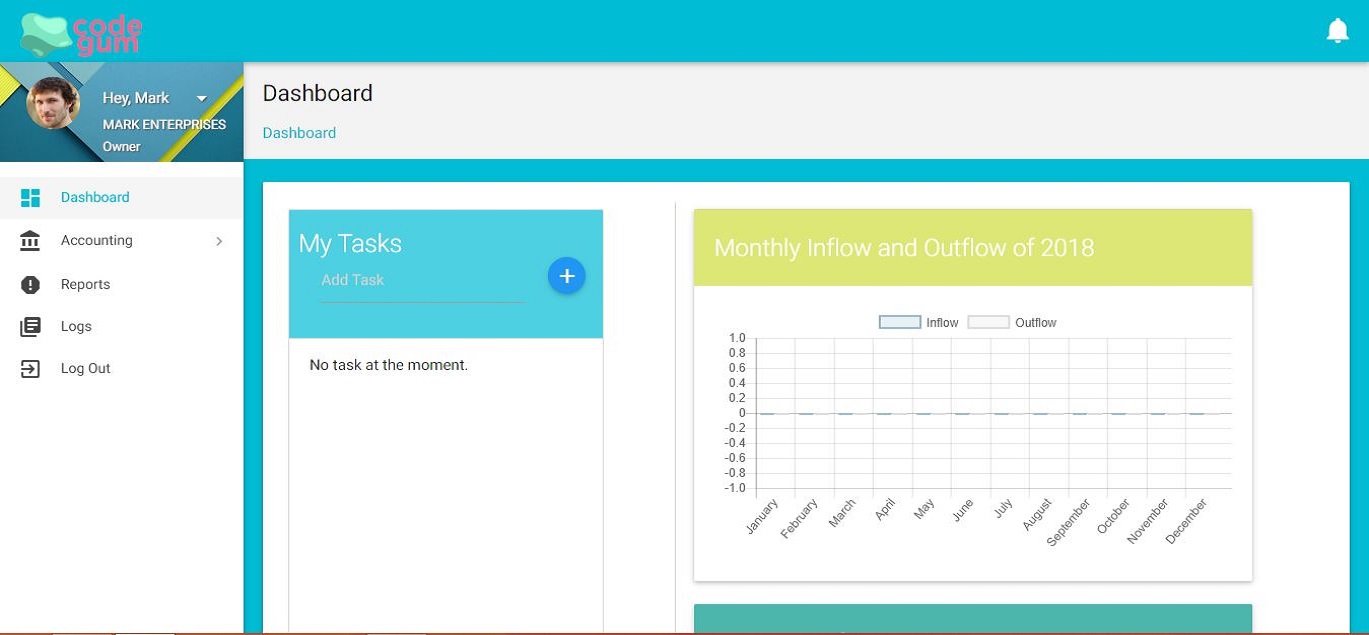 code
gum
Hey, Mark
MARK ENTERPRISES
Owner
Dashboard
Accounting
Reports
Logs
Log Out
Dashboard
Dashboard
My Tasks
Add Task
No task at the moment.
Monthly Inflow and Outflow of 2018
Inflow Outflow
1.0
0.8
0.6
0.4
0.2
0
-0.2
-0.4
-0.6
-0.8
-1.0
January February March April May June July August September October November December